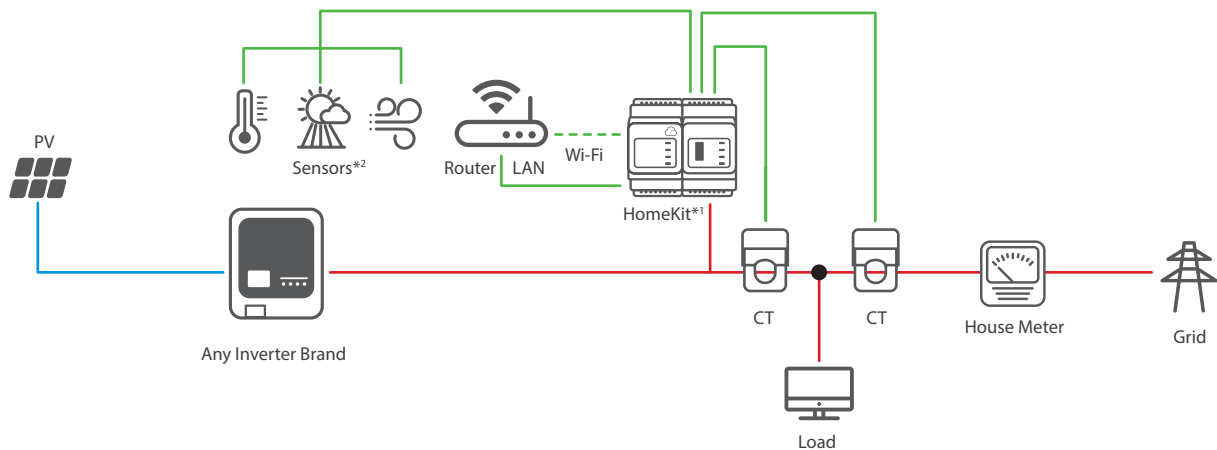 PV
Sensors*2
Router
LAN
Wi-Fi
HomeKit*1
Any Inverter Brand
CT
CT
House Meter
Grid
Load